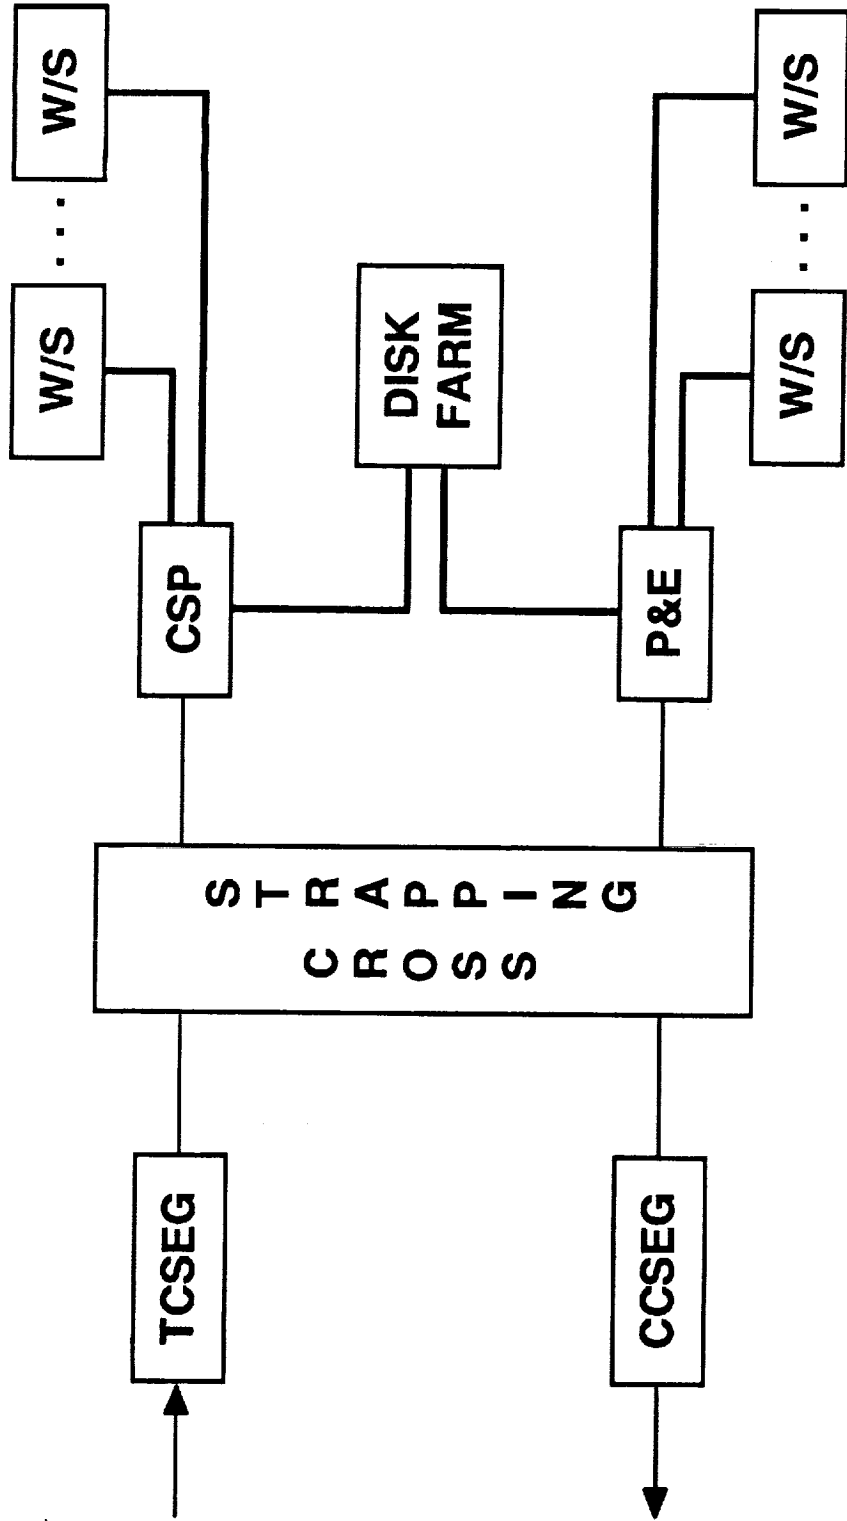 W/S . . . W/S
TCSEG
CROSS
STRAPPING
CSP
DISK
FARM
CCSEG
P&E
W/S . . . W/S